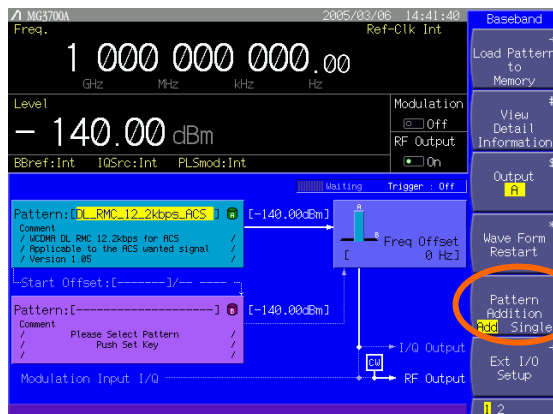 MG3700A 2005/03/06 14:41:40
Freq. Ref-Clk Int
1 000 000 000.00
GHz MHz kHz Hz
Level
- 140.00 dBm
Modulation
Off
RF Output
On
BBref:Int IQSrc:Int PLSmod:Int
Waiting Trigger : Off
Pattern:[DL_RMC_12_2kbps_ACS ] A [-140.00dBm]
Comment
/ WCDMA DL RMC 12.2kbps for ACS /
/ Applicable to the ACS wanted signal /
/ Version 1.05 /
A
B
Freq Offset
[ 0 Hz]
Start Offset:[-------]/-- ----
Pattern:[--------------------] B [-140.00dBm]
Comment
/ Please Select Pattern /
/ Push Set Key /
/ /
I/Q Output
CW
Modulation Input I/Q RF Output
Baseband
Load Pattern
to
Memory
#
View
Detail
Information
$
Output
A
*
Wave Form
Restart
Pattern
Addition
Add Single
Ext I/O
Setup
1 2